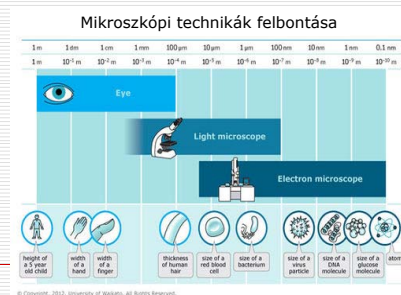 Mikroszkópi technikák felbontása
1 m 1 dm 1 cm 1 mm 100 μm 10 μm 1 μm 100 nm 10 nm 1 nm 0.1 nm
1 m 10⁻¹ m 10⁻² m 10⁻³ m 10⁻⁴ m 10⁻⁵ m 10⁻⁶ m 10⁻⁷ m 10⁻⁸ m 10⁻⁹ m 10⁻¹⁰ m
Eye
Light microscope
Electron microscope
height of a 5 year old child
width of a hand
width of a finger
thickness of human hair
size of a red blood cell
size of a bacterium
size of a virus particle
size of a DNA molecule
size of a glucose molecule
atom
© Copyright. 2012. University of Waikato. All Rights Reserved.